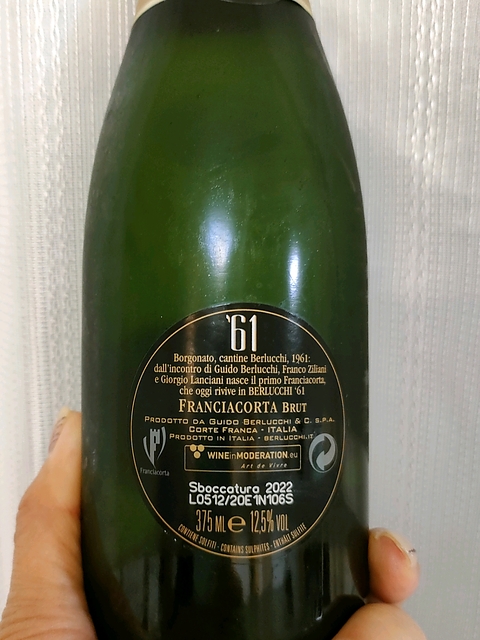 '61
Borgonato, cantine Berlucchi, 1961:
dall'incontro di Guido Berlucchi, Franco Ziliani
e Giorgio Lanciani nasce il primo Franciacorta,
che oggi rivive in BERLUCCHI '61
FRANCIACORTA BRUT
PRODOTTO DA GUIDO BERLUCCHI & C. S.P.A.
CORTE FRANCA - ITALIA
PRODOTTO IN ITALIA - BERLUCCHI.IT
WINEinMODERATION.eu
Art de Vivre
Franciacorta
Sboccatura 2022
L0512/20E1N106S
375 ML e 12,5% VOL
CONTIENE SOLFITI - CONTAINS SULPHITES - ENTHÄLT SULFITE